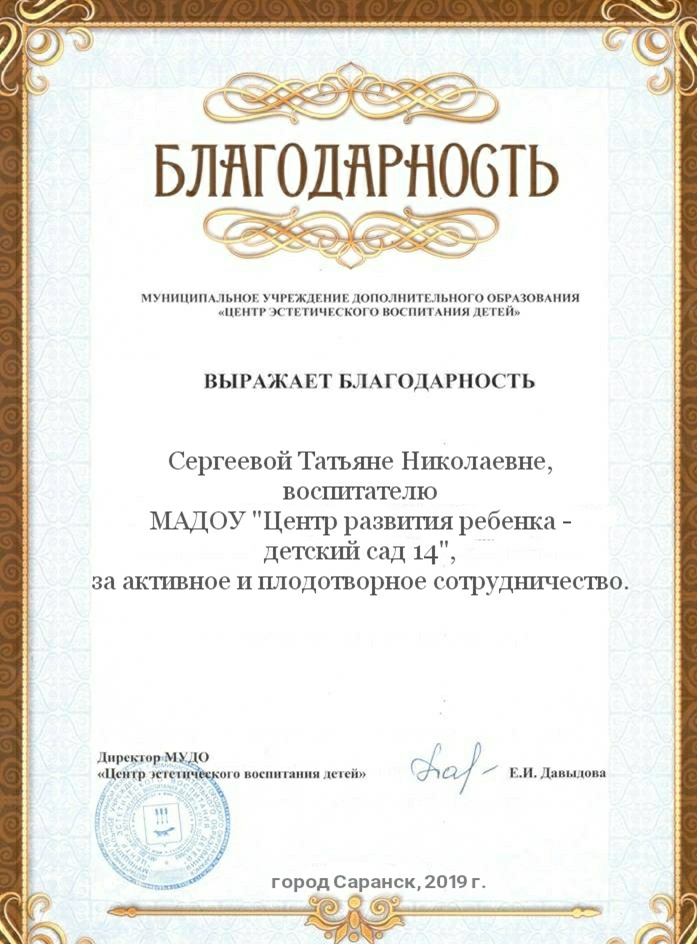 БЛАГОДАРНОСТЬ
МУНИЦИПАЛЬНОЕ УЧРЕЖДЕНИЕ ДОПОЛНИТЕЛЬНОГО ОБРАЗОВАНИЯ
«ЦЕНТР ЭСТЕТИЧЕСКОГО ВОСПИТАНИЯ ДЕТЕЙ»
ВЫРАЖАЕТ БЛАГОДАРНОСТЬ
Сергеевой Татьяне Николаевне,
воспитателю
МАДОУ "Центр развития ребенка -
детский сад 14",
за активное и плодотворное сотрудничество.
Директор МУДО
«Центр эстетического воспитания детей» Е.И. Давыдова
город Саранск, 2019 г.